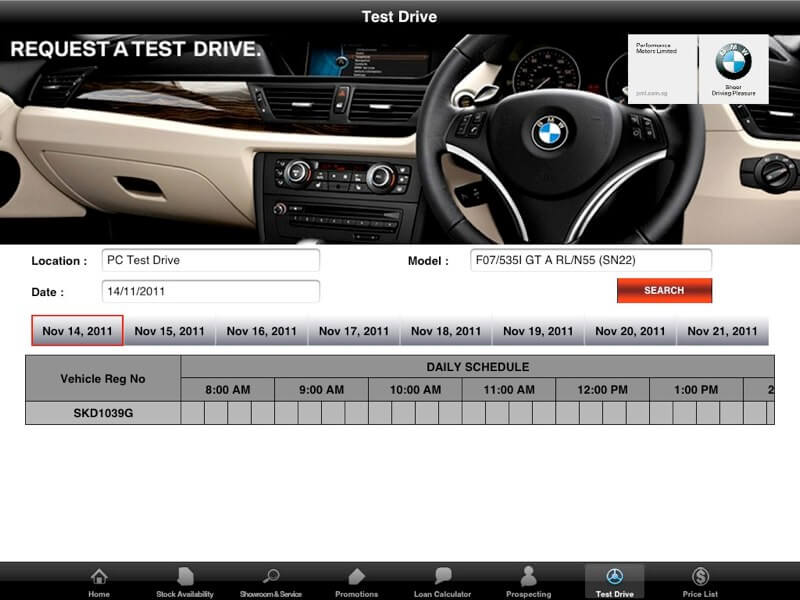 Test Drive
REQUEST A TEST DRIVE.
Performance
Motors Limited
pml.com.sg
BMW
Sheer
Driving Pleasure
Location :
PC Test Drive
Model :
F07/535I GT A RL/N55 (SN22)
Date :
14/11/2011
SEARCH
Nov 14, 2011
Nov 15, 2011
Nov 16, 2011
Nov 17, 2011
Nov 18, 2011
Nov 19, 2011
Nov 20, 2011
Nov 21, 2011
Vehicle Reg No
DAILY SCHEDULE
8:00 AM
9:00 AM
10:00 AM
11:00 AM
12:00 PM
1:00 PM
2
SKD1039G
Home
Stock Availability
Showroom & Service
Promotions
Loan Calculator
Prospecting
Test Drive
Price List